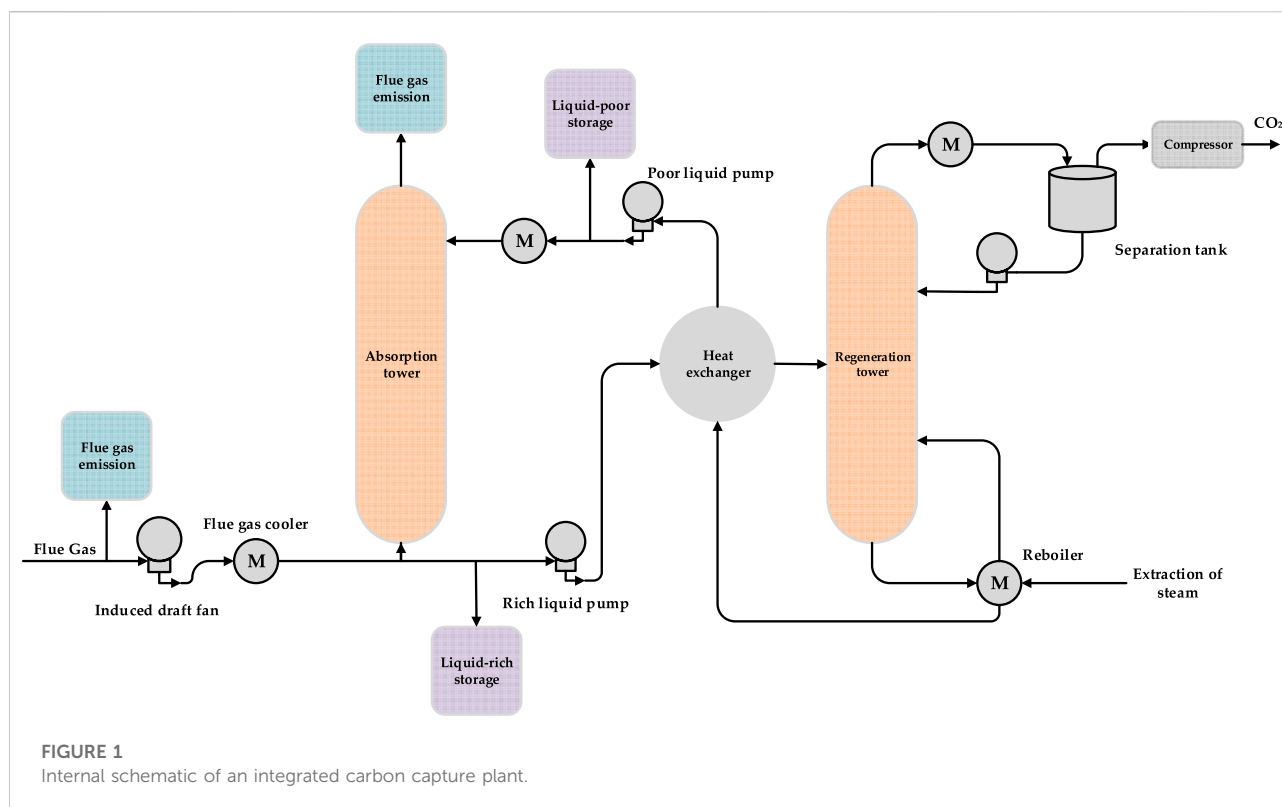 Flue gas
emission
Liquid-poor
storage
Poor liquid pump
M
Compressor
CO₂
Separation tank
M
Absorption
tower
Heat
exchanger
Regeneration
tower
Flue gas
emission
Flue gas cooler
Flue Gas
M
Induced draft fan
Rich liquid pump
Reboiler
M
Extraction of
steam
Liquid-rich
storage
FIGURE 1
Internal schematic of an integrated carbon capture plant.